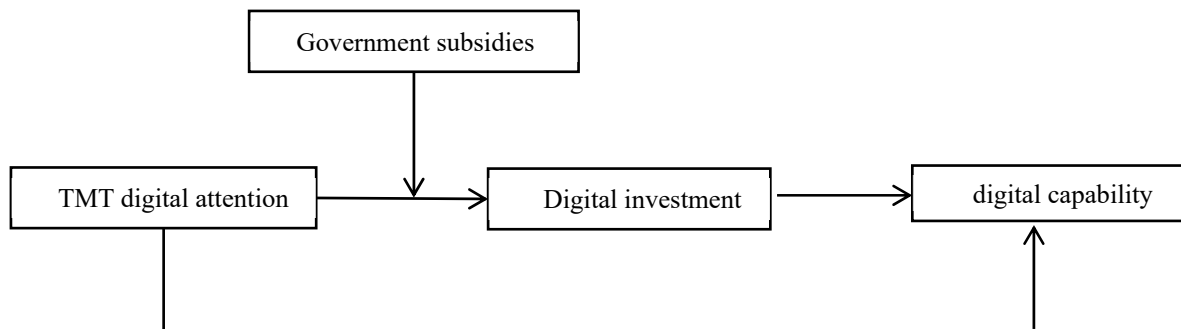 Government subsidies
TMT digital attention
Digital investment
digital capability